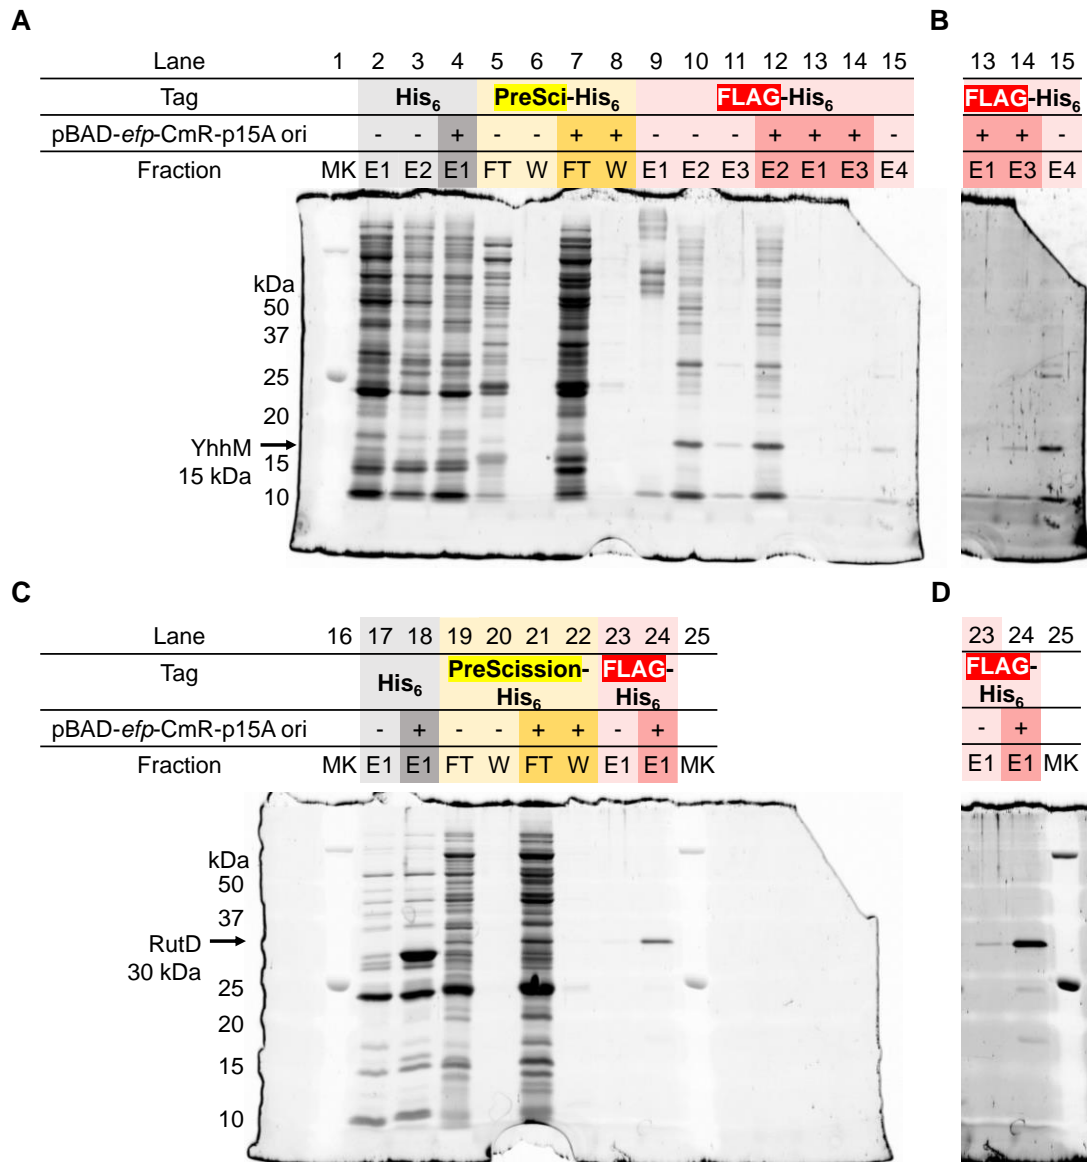 A
B
Lane 1 2 3 4 5 6 7 8 9 10 11 12 13 14 15
13 14 15
Tag His6 PreSci-His6 FLAG-His6
FLAG-His6
pBAD-efp-CmR-p15A ori - - + - - + + - - - + + + -
+ + -
Fraction MK E1 E2 E1 FT W FT W E1 E2 E3 E2 E1 E3 E4
E1 E3 E4
kDa
50
37
25
20
YhhM
15 kDa
15
10
C
D
Lane 16 17 18 19 20 21 22 23 24 25
23 24 25
Tag His6 PreScission-His6 FLAG-His6
FLAG-His6
pBAD-efp-CmR-p15A ori - + - - + + - +
- +
Fraction MK E1 E1 FT W FT W E1 E1 MK
E1 E1 MK
kDa
50
37
RutD
30 kDa
25
20
15
10